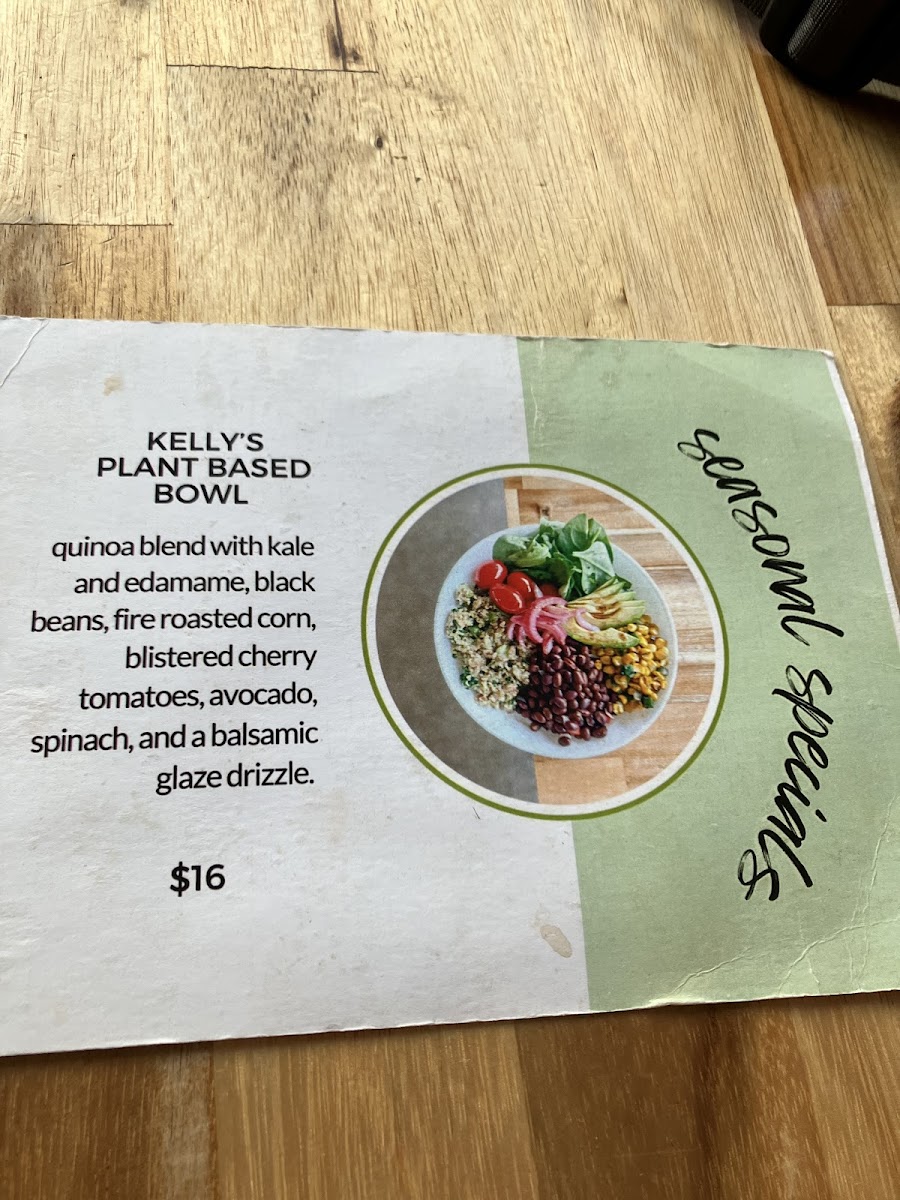 KELLY'S
PLANT BASED
BOWL
quinoa blend with kale
and edamame, black
beans, fire roasted corn,
blistered cherry
tomatoes, avocado,
spinach, and a balsamic
glaze drizzle.
$16
seasonal specials